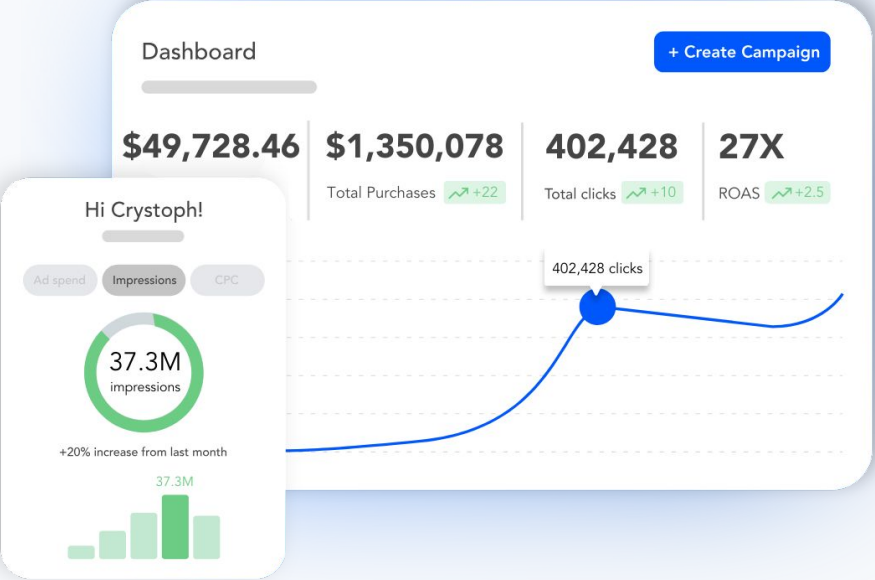 Dashboard
+ Create Campaign
$49,728.46
$1,350,078
Total Purchases +22
402,428
Total clicks +10
27X
ROAS +2.5
402,428 clicks
Hi Crystoph!
Ad spend
Impressions
CPC
37.3M
impressions
+20% increase from last month
37.3M